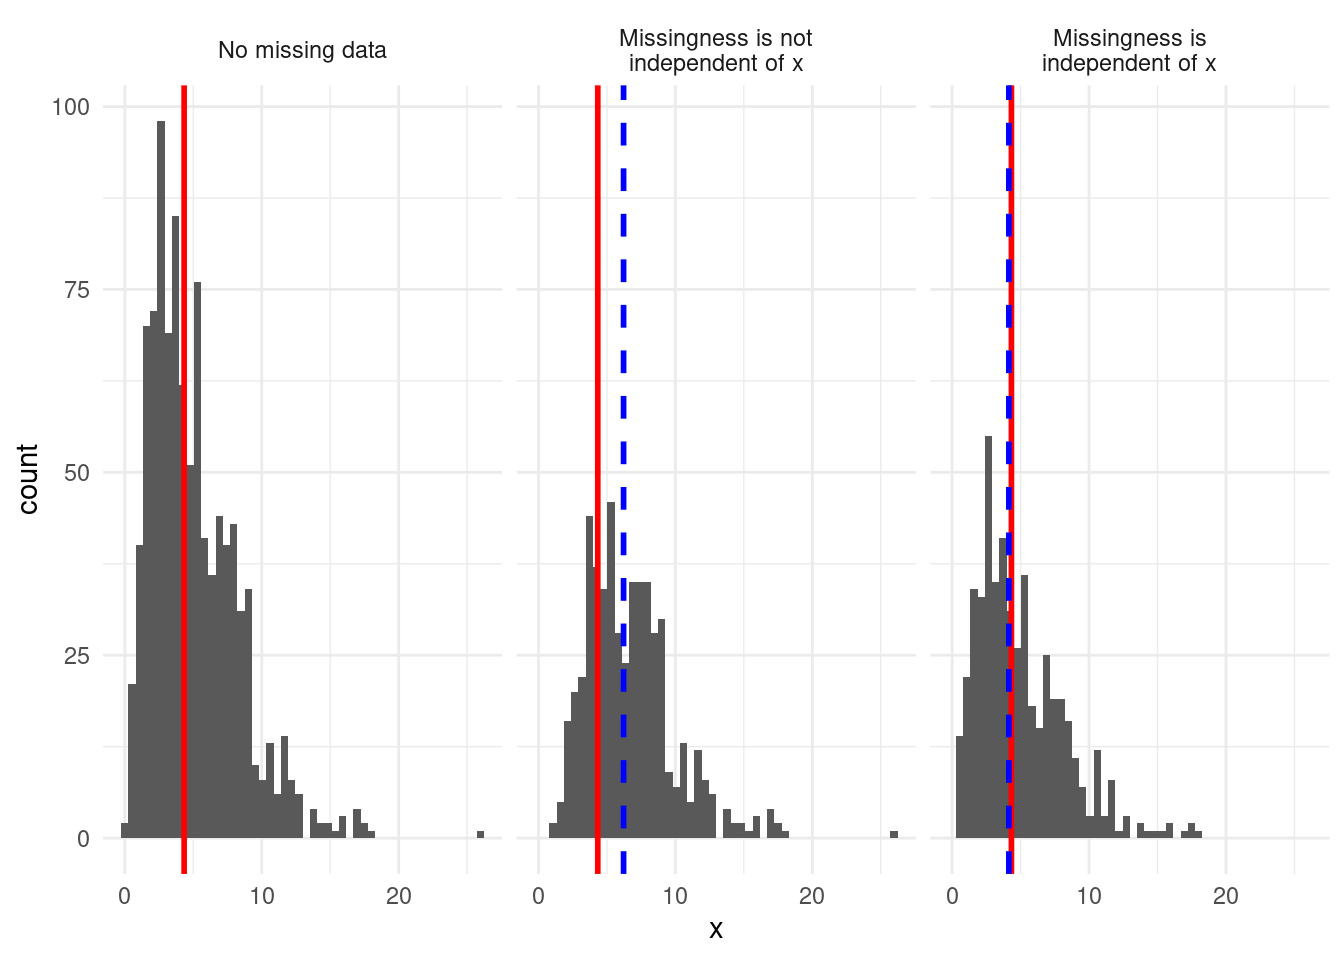 No missing data
Missingness is not
independent of x
Missingness is
independent of x
100
75
50
25
0
count
0 10 20
0 10 20
0 10 20
x